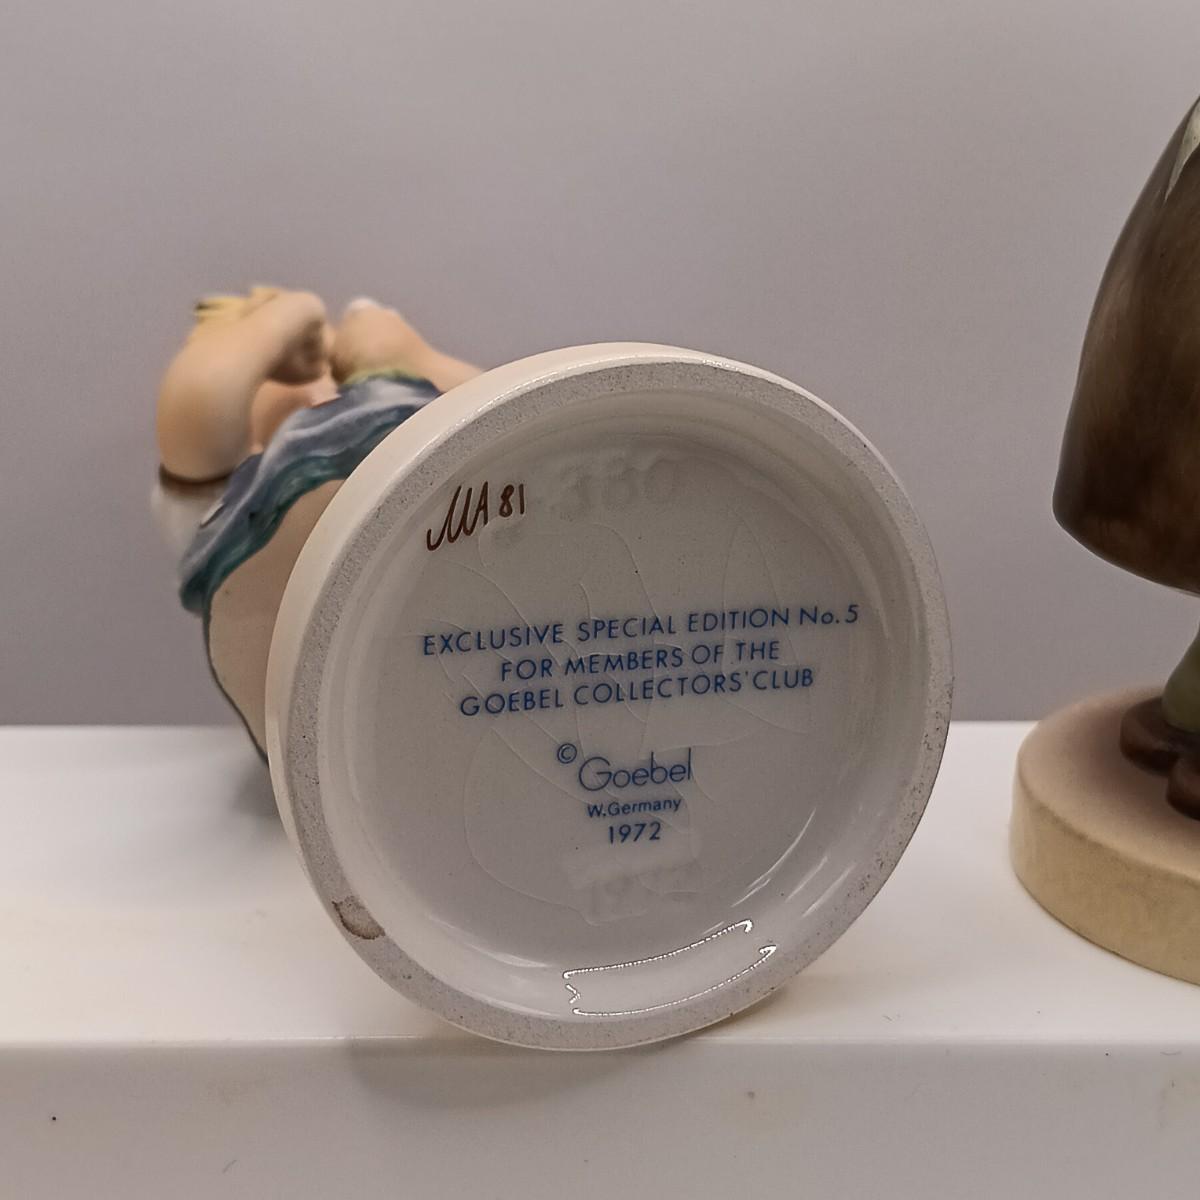 MA 81
EXCLUSIVE SPECIAL EDITION No. 5
FOR MEMBERS OF THE
GOEBEL COLLECTORS' CLUB
© Goebel
W.Germany
1972